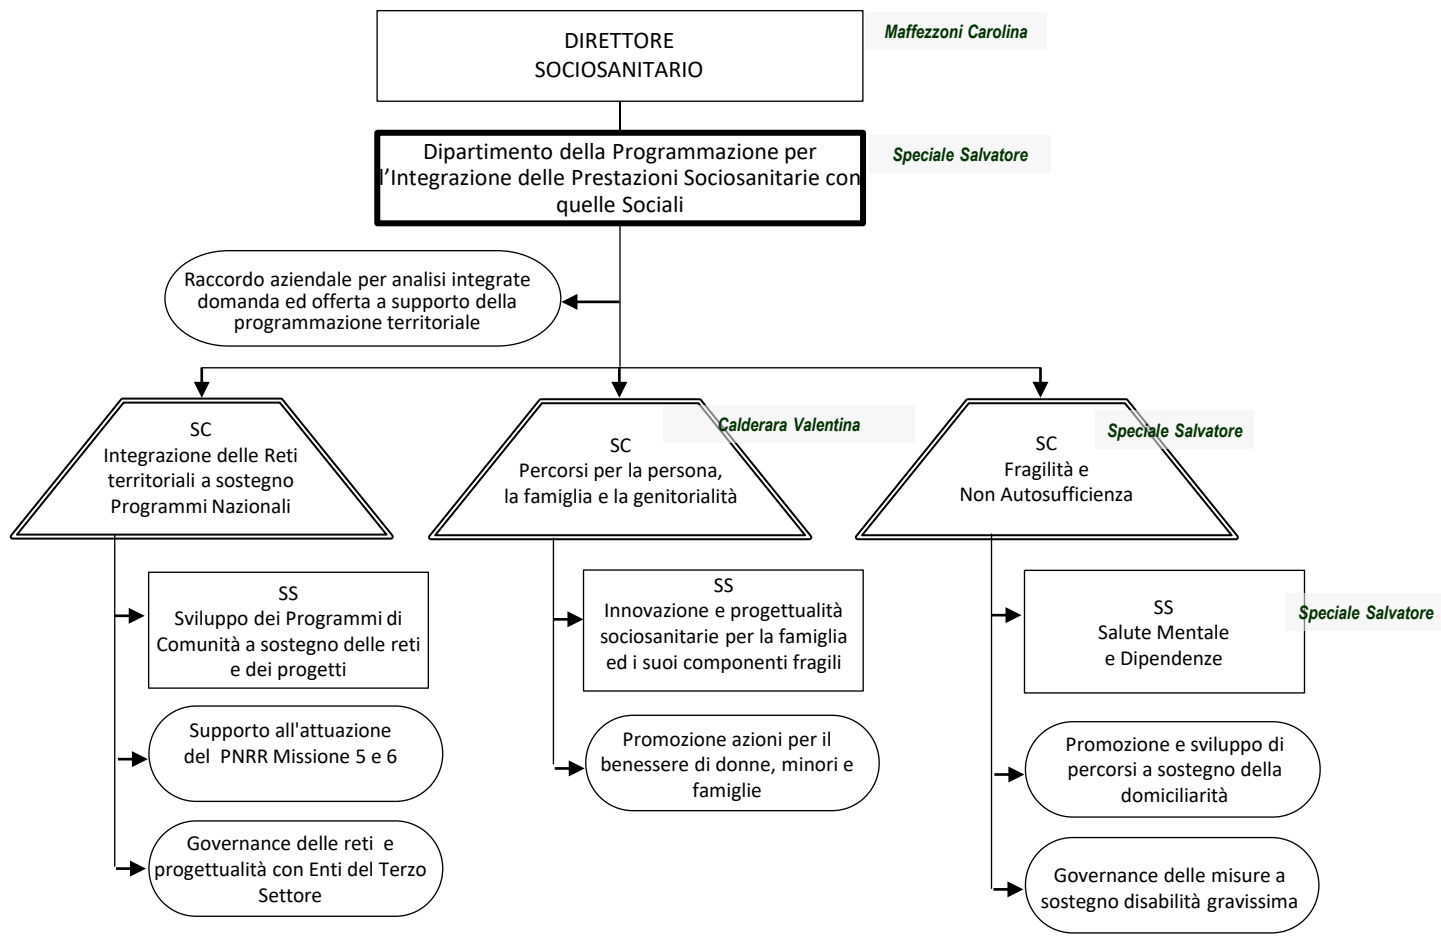 DIRETTORE
SOCIOSANITARIO
Maffezzoni Carolina
Dipartimento della Programmazione per
l'Integrazione delle Prestazioni Sociosanitarie con
quelle Sociali
Speciale Salvatore
Raccordo aziendale per analisi integrate
domanda ed offerta a supporto della
programmazione territoriale
SC
Integrazione delle Reti
territoriali a sostegno
Programmi Nazionali
SS
Sviluppo dei Programmi di
Comunità a sostegno delle reti
e dei progetti
Supporto all'attuazione
del PNRR Missione 5 e 6
Governance delle reti e
progettualità con Enti del Terzo
Settore
Calderara Valentina
SC
Percorsi per la persona,
la famiglia e la genitorialità
SS
Innovazione e progettualità
sociosanitarie per la famiglia
ed i suoi componenti fragili
Promozione azioni per il
benessere di donne, minori e
famiglie
Speciale Salvatore
SC
Fragilità e
Non Autosufficienza
SS
Salute Mentale
e Dipendenze
Speciale Salvatore
Promozione e sviluppo di
percorsi a sostegno della
domiciliarità
Governance delle misure a
sostegno disabilità gravissima